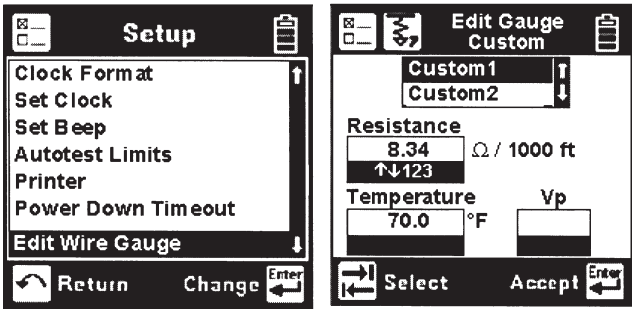 Setup
Clock Format
Set Clock
Set Beep
Autotest Limits
Printer
Power Down Timeout
Edit Wire Gauge
Return Change Enter
Edit Gauge
Custom
Custom1
Custom2
Resistance
8.34 Ω / 1000 ft
↑↓123
Temperature Vp
70.0 °F
Select Accept Enter